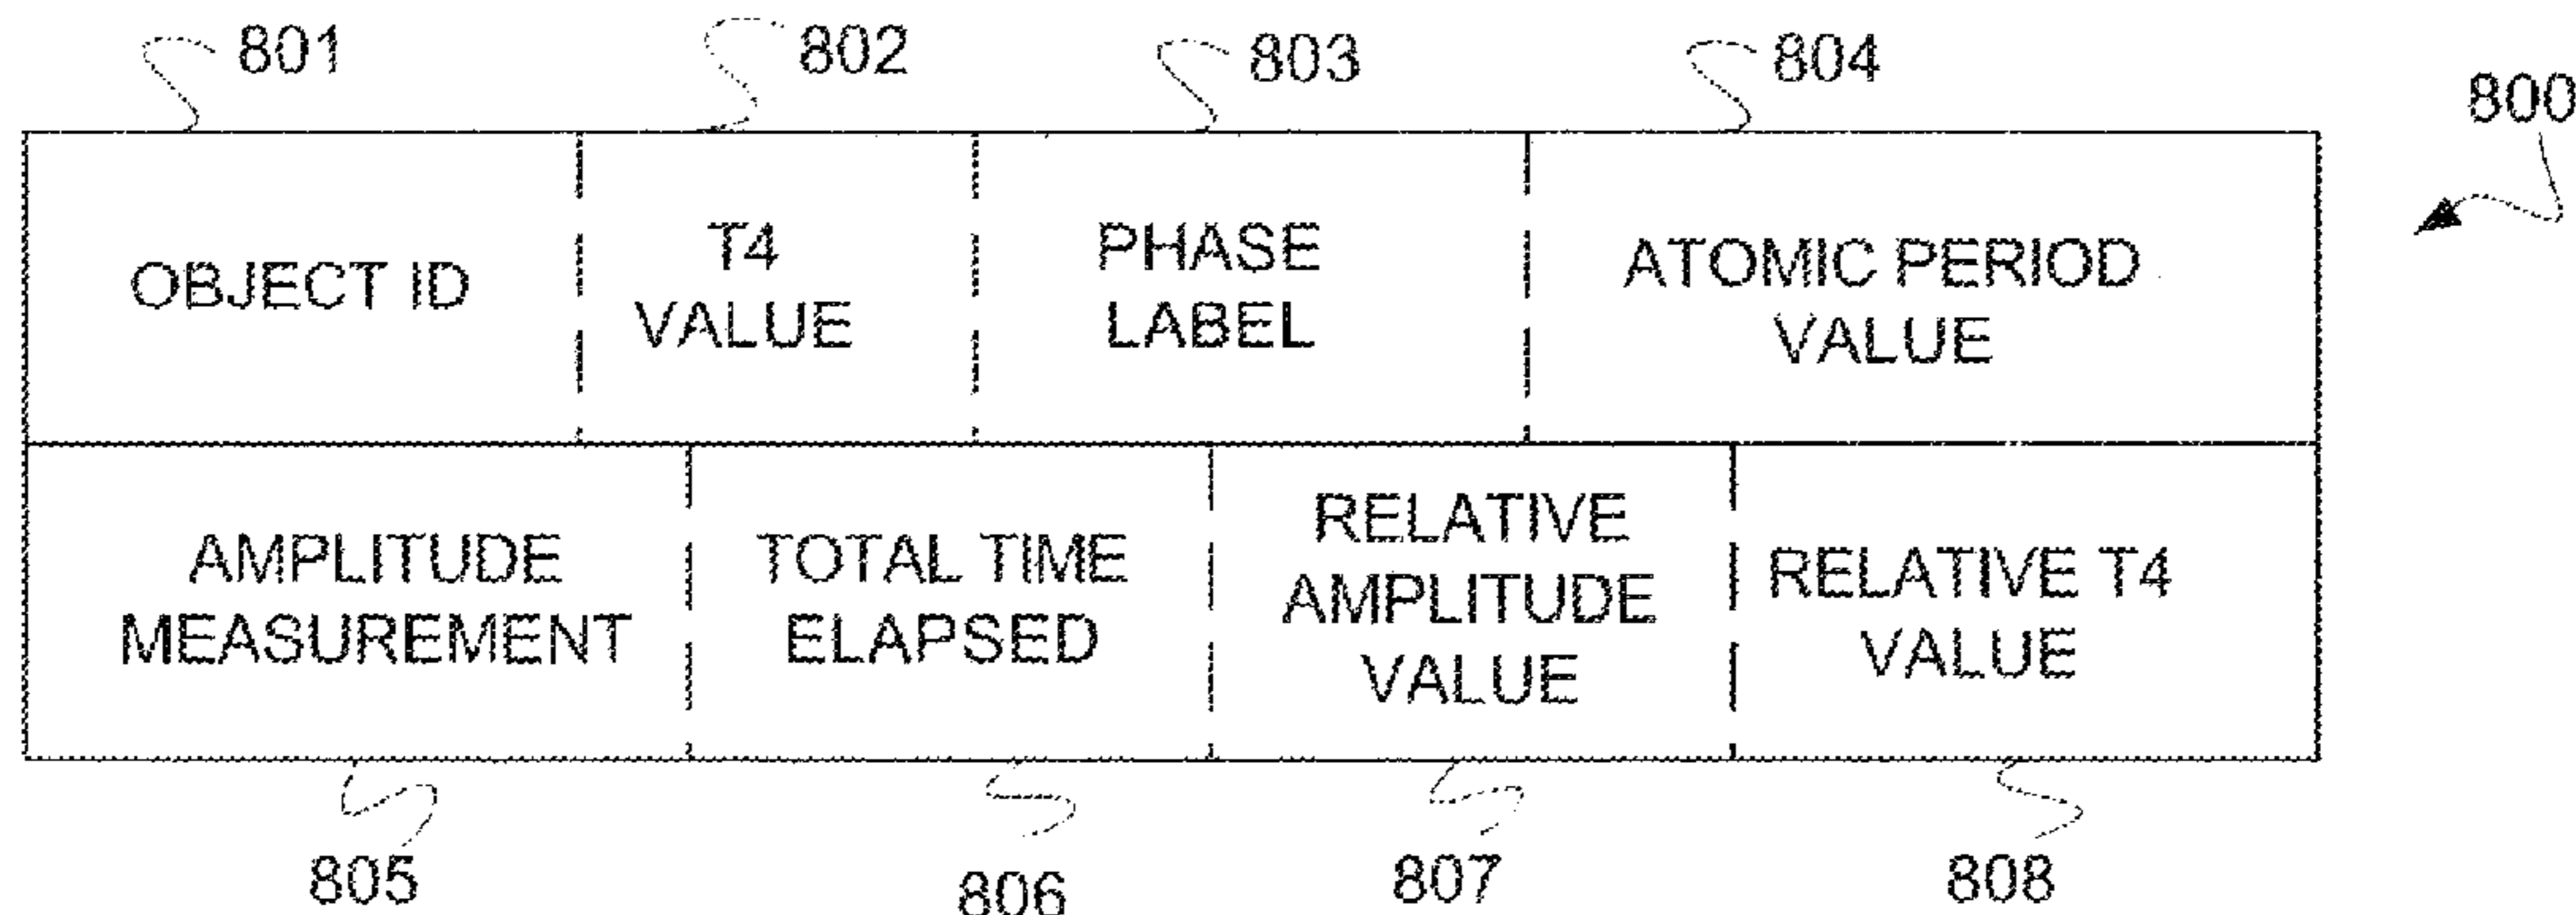 801
802
803
804
800
OBJECT ID
T4
VALUE
PHASE
LABEL
ATOMIC PERIOD
VALUE
AMPLITUDE
MEASUREMENT
TOTAL TIME
ELAPSED
RELATIVE
AMPLITUDE
VALUE
RELATIVE T4
VALUE
805
806
807
808